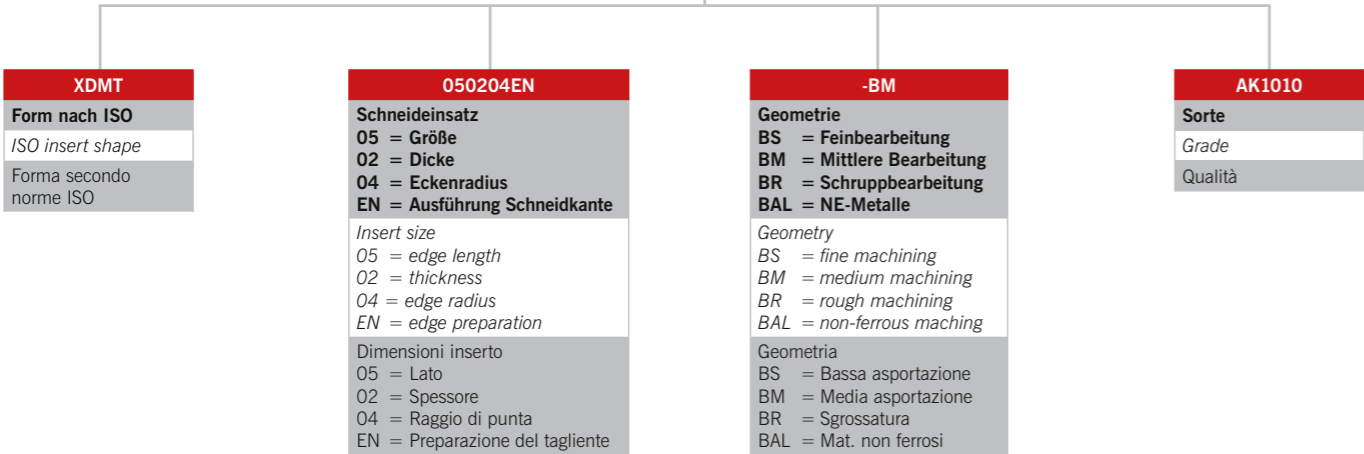 XDMT
Form nach ISO
ISO insert shape
Forma secondo
norme ISO
050204EN
Schneideinsatz
05 = Größe
02 = Dicke
04 = Eckenradius
EN = Ausführung Schneidkante
Insert size
05 = edge length
02 = thickness
04 = edge radius
EN = edge preparation
Dimensioni inserto
05 = Lato
02 = Spessore
04 = Raggio di punta
EN = Preparazione del tagliente
-BM
Geometrie
BS = Feinbearbeitung
BM = Mittlere Bearbeitung
BR = Schruppbearbeitung
BAL = NE-Metalle
Geometry
BS = fine machining
BM = medium machining
BR = rough machining
BAL = non-ferrous maching
Geometria
BS = Bassa asportazione
BM = Media asportazione
BR = Sgrossatura
BAL = Mat. non ferrosi
AK1010
Sorte
Grade
Qualità